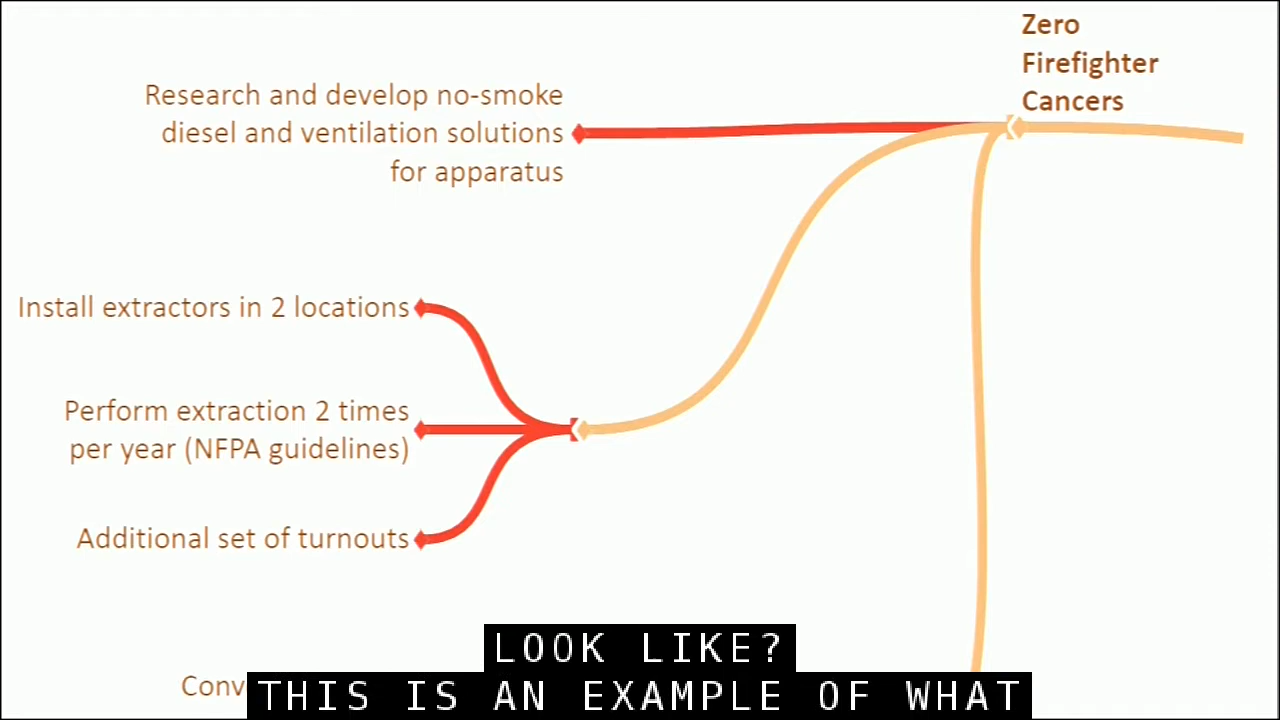 Zero
Firefighter
Cancers
Research and develop no-smoke
diesel and ventilation solutions
for apparatus
Install extractors in 2 locations
Perform extraction 2 times
per year (NFPA guidelines)
Additional set of turnouts
LOOK LIKE?
THIS IS AN EXAMPLE OF WHAT